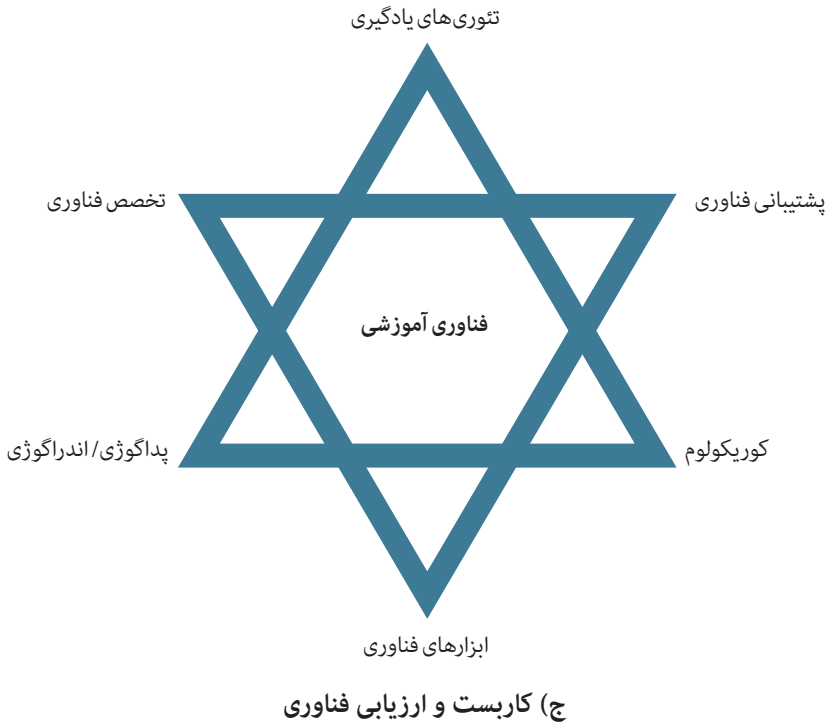 تئوری‌های یادگیری
پشتیبانی فناوری
تخصص فناوری
فناوری آموزشی
کوریکولوم
پداگوژی/ اندراگوژی
ابزارهای فناوری
ج) کاربست و ارزیابی فناوری